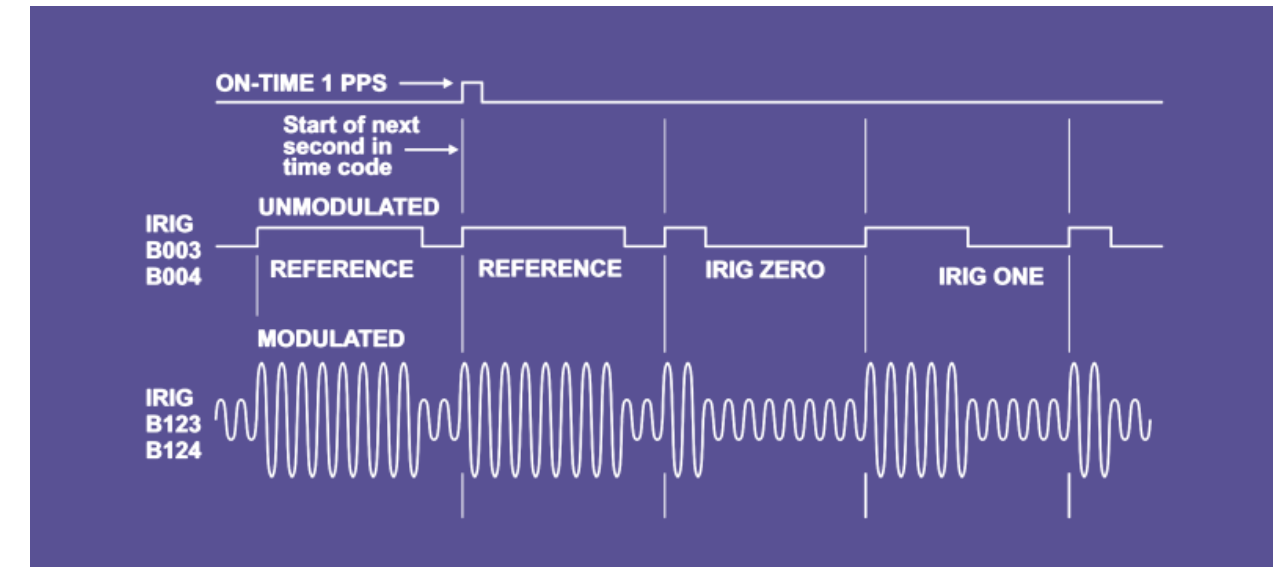 ON-TIME 1 PPS
Start of next
second in
time code
UNMODULATED
IRIG
B003
B004
REFERENCE
REFERENCE
IRIG ZERO
IRIG ONE
MODULATED
IRIG
B123
B124